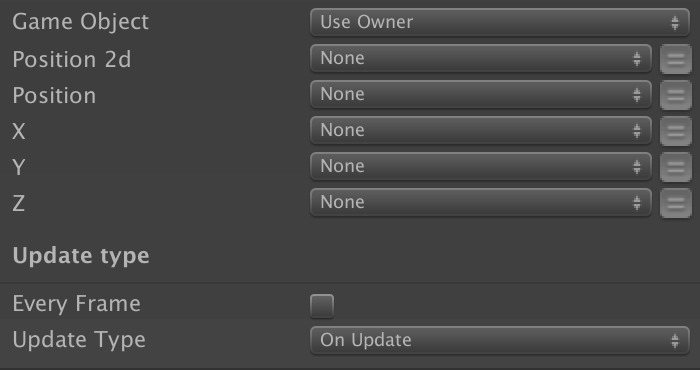 Game Object Use Owner
Position 2d None
Position None
X None
Y None
Z None
Update type
Every Frame
Update Type On Update